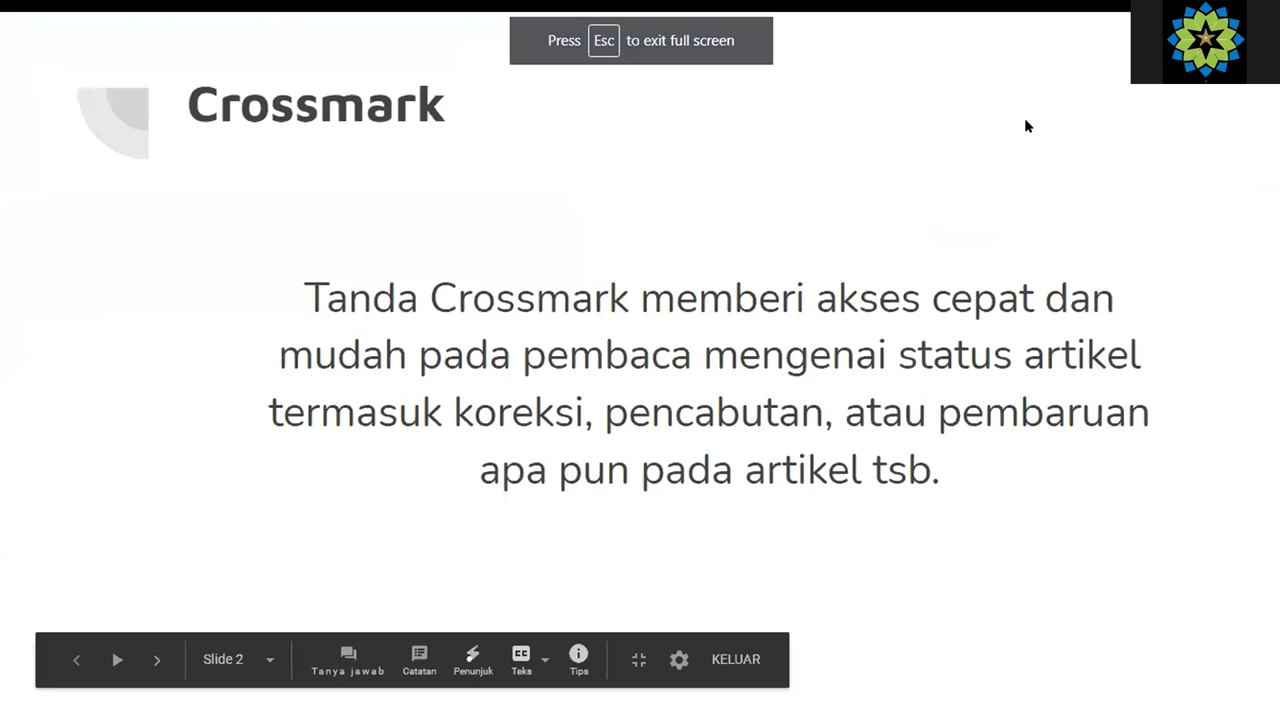 Press Esc to exit full screen
Crossmark
Tanda Crossmark memberi akses cepat dan
mudah pada pembaca mengenai status artikel
termasuk koreksi, pencabutan, atau pembaruan
apa pun pada artikel tsb.
Slide 2
Tanya jawab
Catatan
Penunjuk
CC
Teks
Tips
KELUAR